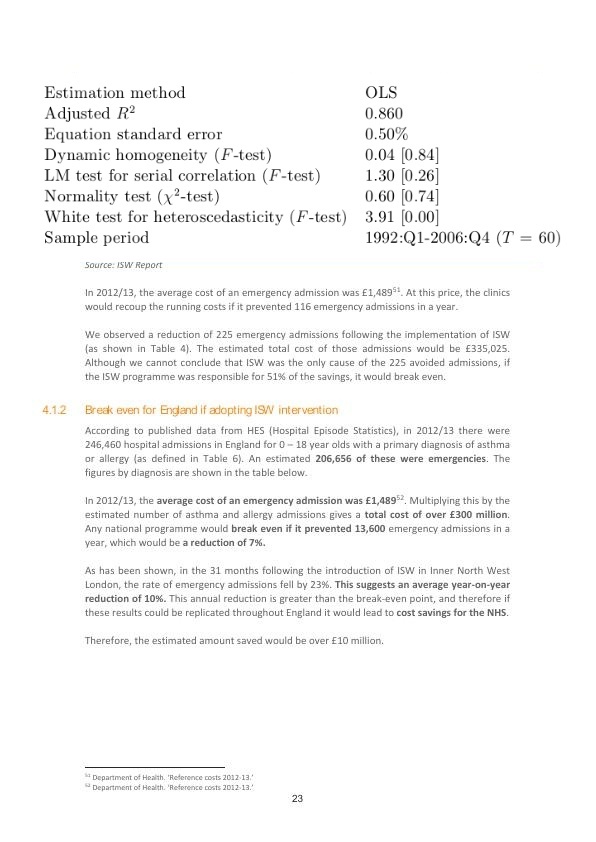 Estimation method OLS
Adjusted R² 0.860
Equation standard error 0.50%
Dynamic homogeneity (F-test) 0.04 [0.84]
LM test for serial correlation (F-test) 1.30 [0.26]
Normality test (χ²-test) 0.60 [0.74]
White test for heteroscedasticity (F-test) 3.91 [0.00]
Sample period 1992:Q1-2006:Q4 (T = 60)
Source: ISW Report
In 2012/13, the average cost of an emergency admission was £1,489⁵¹. At this price, the clinics
would recoup the running costs if it prevented 116 emergency admissions in a year.
We observed a reduction of 225 emergency admissions following the implementation of ISW
(as shown in Table 4). The estimated total cost of those admissions would be £335,025.
Although we cannot conclude that ISW was the only cause of the 225 avoided admissions, if
the ISW programme was responsible for 51% of the savings, it would break even.
4.1.2 Break even for England if adopting ISW intervention
According to published data from HES (Hospital Episode Statistics), in 2012/13 there were
246,460 hospital admissions in England for 0 – 18 year olds with a primary diagnosis of asthma
or allergy (as defined in Table 6). An estimated 206,656 of these were emergencies. The
figures by diagnosis are shown in the table below.
In 2012/13, the average cost of an emergency admission was £1,489⁵². Multiplying this by the
estimated number of asthma and allergy admissions gives a total cost of over £300 million.
Any national programme would break even if it prevented 13,600 emergency admissions in a
year, which would be a reduction of 7%.
As has been shown, in the 31 months following the introduction of ISW in Inner North West
London, the rate of emergency admissions fell by 23%. This suggests an average year-on-year
reduction of 10%. This annual reduction is greater than the break-even point, and therefore if
these results could be replicated throughout England it would lead to cost savings for the NHS.
Therefore, the estimated amount saved would be over £10 million.
⁵¹ Department of Health. 'Reference costs 2012-13.'
⁵² Department of Health. 'Reference costs 2012-13.'
23